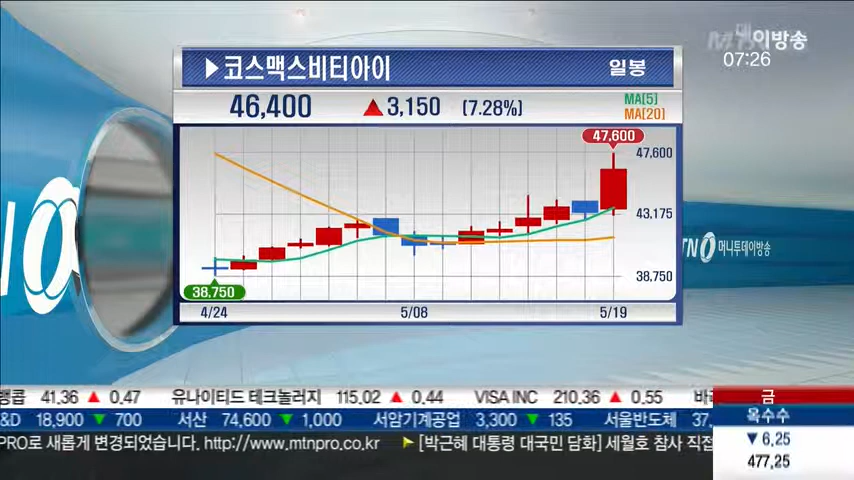 이방송
07:26
▶코스맥스비티아이
일봉
46,400 ▲3,150 (7.28%)
MA[5]
MA[20]
47,600
47,600
43,175
38,750
38,750
4/24 5/08 5/19
TN 머니투데이방송
41.36 ▲ 0.47 유나이티드 테크놀러지 115.02 ▲ 0.44 VISA INC 210.36 ▲ 0.55
금
&D 18,900 ▼ 700 서산 74,600 ▼ 1,000 서암기계공업 3,300 ▼ 135 서울반도체 37,
옥수수
▼ 6.25
PRO로 새롭게 변경되었습니다. http://www.mtnpro.co.kr ▶ [박근혜 대통령 대국민 담화] 세월호 참사 직접
477.25